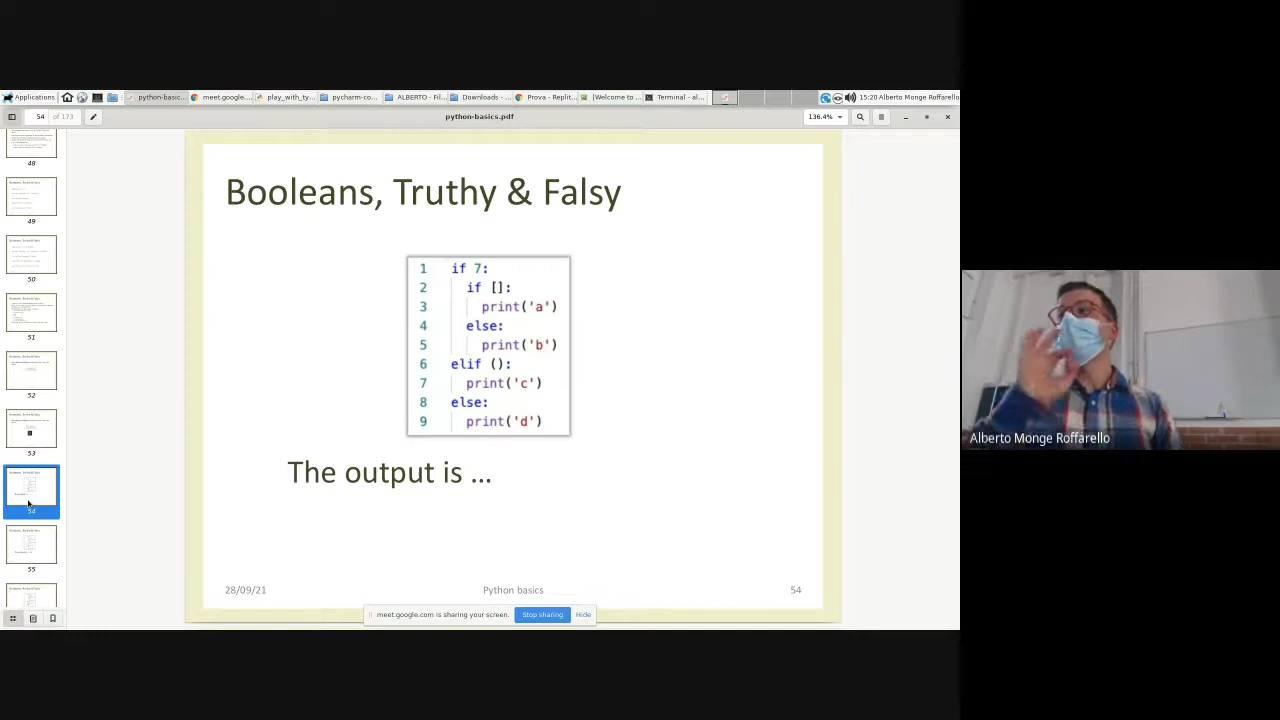 Applications
python-basic...
meet.google....
play_with_ty...
pycharm-co...
ALBERTO - Fil...
Downloads - ...
Prova - Replit...
[Welcome to ...
Terminal - al...
15:20 Alberto Monge Roffarello
54 of 173
python-basics.pdf
136.4%
48
49
50
51
52
53
54
55
Booleans, Truthy & Falsy
1 if 7:
2 if []:
3 print('a')
4 else:
5 print('b')
6 elif ():
7 print('c')
8 else:
9 print('d')
The output is ...
28/09/21
Python basics
54
meet.google.com is sharing your screen.
Stop sharing
Hide
Alberto Monge Roffarello